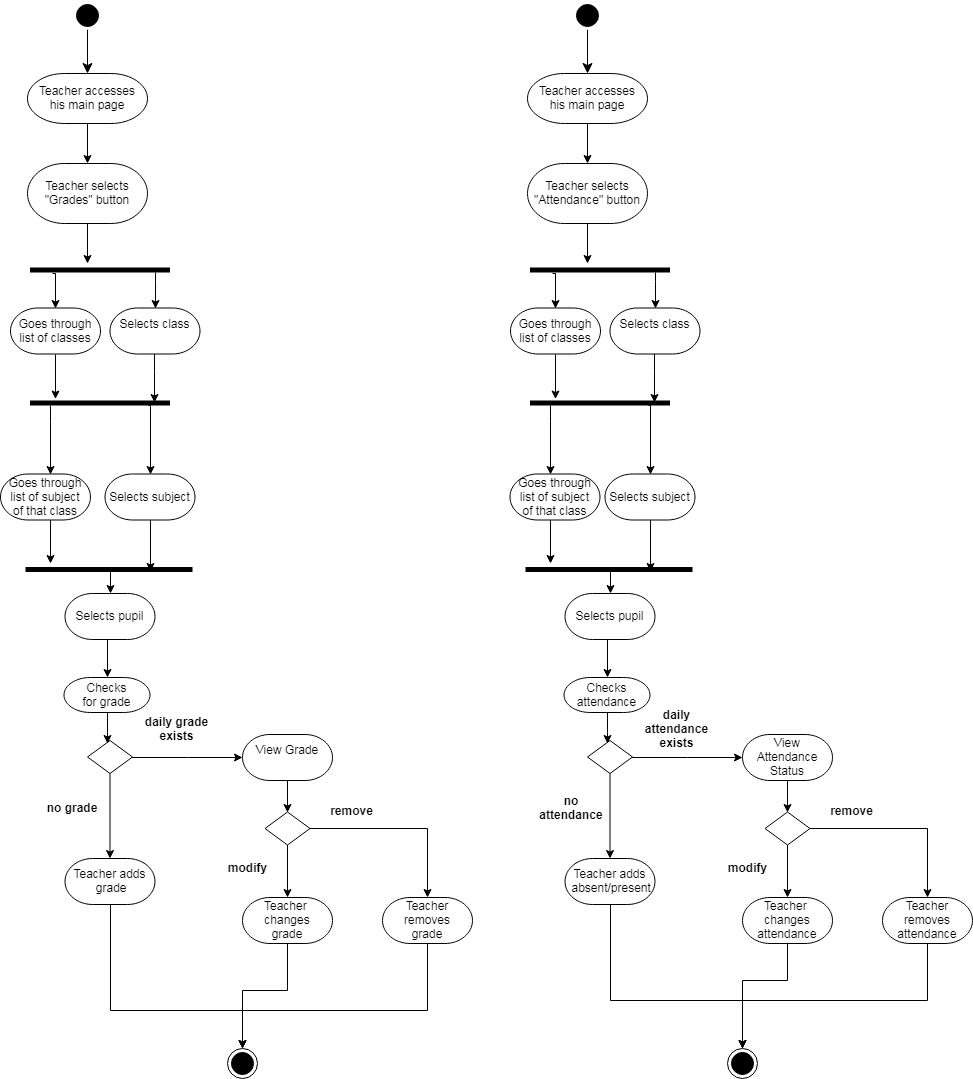 Teacher accesses
his main page
Teacher selects
"Grades" button
Goes through
list of classes
Selects class
Goes through
list of subject
of that class
Selects subject
Selects pupil
Checks
for grade
daily grade
exists
View Grade
no grade
remove
modify
Teacher adds
grade
Teacher
changes
grade
Teacher
removes
grade
Teacher accesses
his main page
Teacher selects
"Attendance" button
Goes through
list of classes
Selects class
Goes through
list of subject
of that class
Selects subject
Selects pupil
Checks
attendance
daily
attendance
exists
View
Attendance
Status
no
attendance
remove
modify
Teacher adds
absent/present
Teacher
changes
attendance
Teacher
removes
attendance